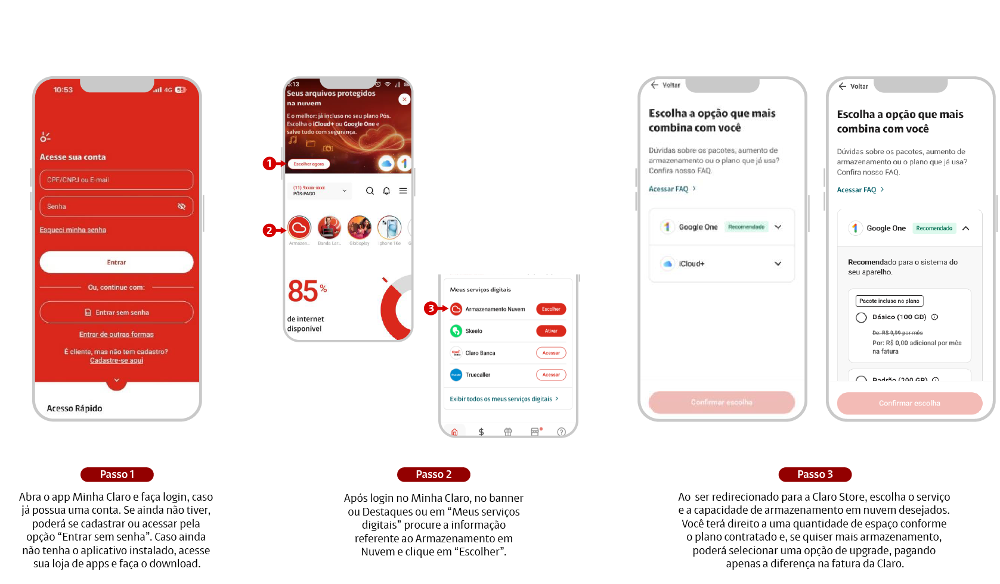 10:53
4G 55
Acesse sua conta
CPF/CNPJ ou E-mail
Senha
Esqueci minha senha
Entrar
Ou, continue com:
Entrar sem senha
Entrar de outras formas
É cliente, mas não tem cadastro?
Cadastre-se aqui
Acesso Rápido
Passo 1
Abra o app Minha Claro e faça login, caso
já possua uma conta. Se ainda não tiver,
poderá se cadastrar ou acessar pela
opção “Entrar sem senha”. Caso ainda
não tenha o aplicativo instalado, acesse
sua loja de apps e faça o download.
5:13
Seus arquivos protegidos
na nuvem
E o melhor: já incluso no seu plano Pós.
Escolha o iCloud+ ou Google One e
salve tudo com segurança.
1
Escolher agora
(11) 9xxxx-xxxx
PÓS-PAGO
2
Armazen... Banda Lar... Globoplay Iphone 16e G
85%
de internet
disponível
Meus serviços digitais
3
Armazenamento Nuvem Escolher
Skeelo Ativar
Claro Banca Acessar
Truecaller Acessar
Exibir todos os meus serviços digitais
Passo 2
Após login no Minha Claro, no banner
ou Destaques ou em “Meus serviços
digitais” procure a informação
referente ao Armazenamento em
Nuvem e clique em “Escolher”.
Voltar
Escolha a opção que mais
combina com você
Dúvidas sobre os pacotes, aumento de
armazenamento ou o plano que já usa?
Confira nosso FAQ.
Acessar FAQ
Google One Recomendado
iCloud+
Confirmar escolha
Voltar
Escolha a opção que mais
combina com você
Dúvidas sobre os pacotes, aumento de
armazenamento ou o plano que já usa?
Confira nosso FAQ.
Acessar FAQ
Google One Recomendado
Recomendado para o sistema do
seu aparelho.
Pacote incluso no plano
Básico (100 GB)
De: R$ 9,99 por mês
Por: R$ 0,00 adicional por mês
na fatura
Padrão (200 GB)
Confirmar escolha
Passo 3
Ao ser redirecionado para a Claro Store, escolha o serviço
e a capacidade de armazenamento em nuvem desejados.
Você terá direito a uma quantidade de espaço conforme
o plano contratado e, se quiser mais armazenamento,
poderá selecionar uma opção de upgrade, pagando
apenas a diferença na fatura da Claro.